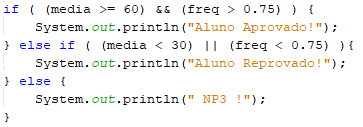 if ( (media >= 60) && (freq > 0.75) ) {
    System.out.println("Aluno Aprovado!");
} else if ( (media < 30) || (freq < 0.75) ){
    System.out.println("Aluno Reprovado!");
} else {
    System.out.println(" NP3 !");
}